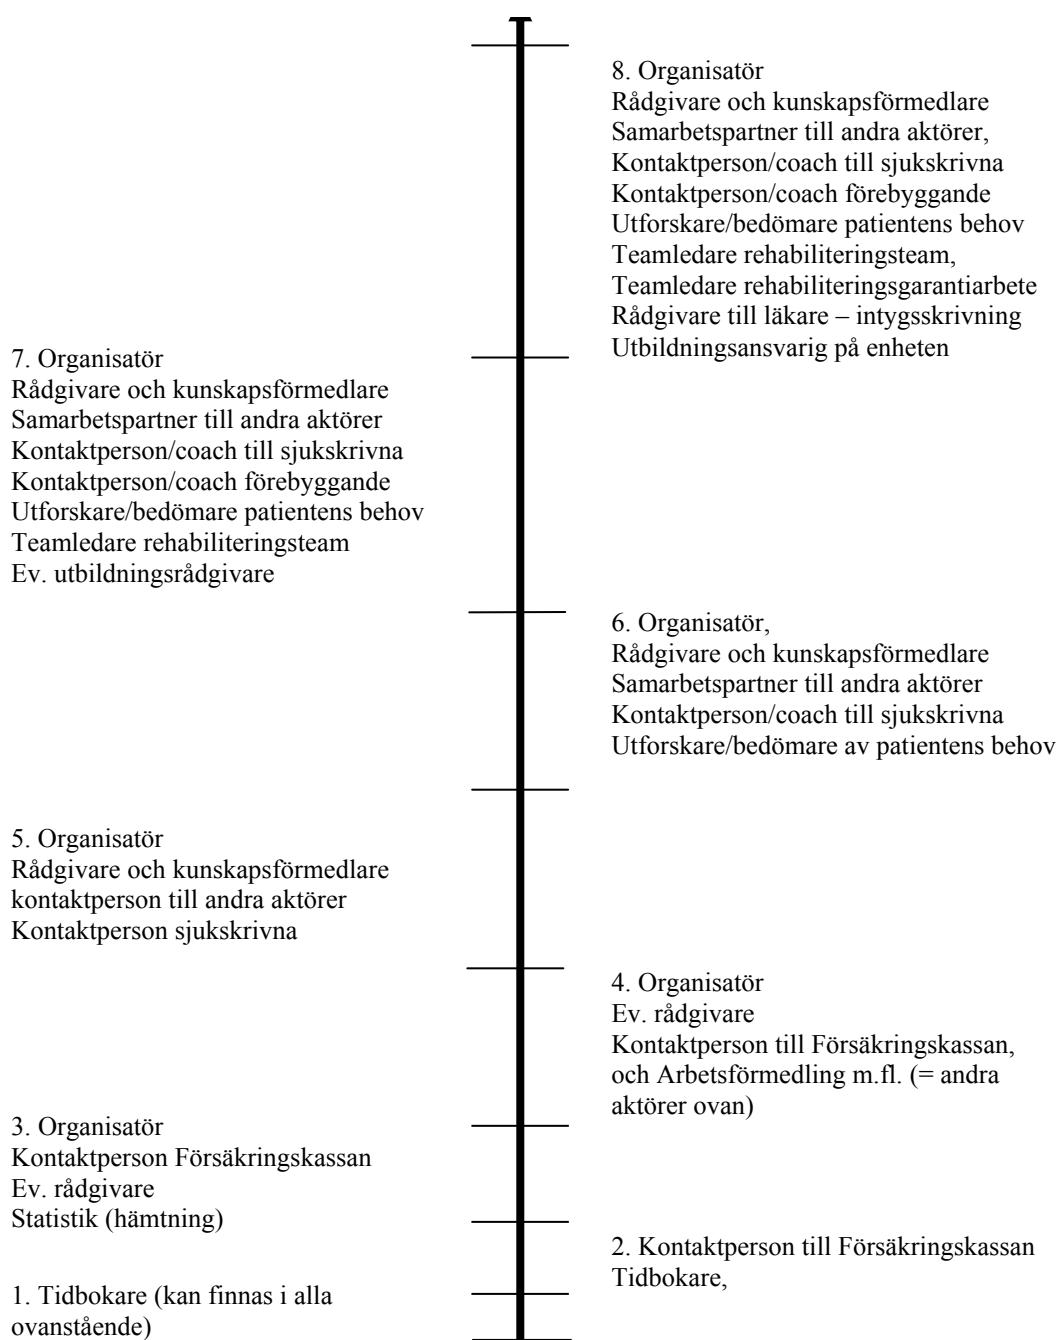 8. Organisatör
Rådgivare och kunskapsförmedlare
Samarbetspartner till andra aktörer,
Kontaktperson/coach till sjukskrivna
Kontaktperson/coach förebyggande
Utforskare/bedömare patientens behov
Teamledare rehabiliteringsteam,
Teamledare rehabiliteringsgarantiarbete
Rådgivare till läkare – intygsskrivning
Utbildningsansvarig på enheten
7. Organisatör
Rådgivare och kunskapsförmedlare
Samarbetspartner till andra aktörer
Kontaktperson/coach till sjukskrivna
Kontaktperson/coach förebyggande
Utforskare/bedömare patientens behov
Teamledare rehabiliteringsteam
Ev. utbildningsrådgivare
6. Organisatör,
Rådgivare och kunskapsförmedlare
Samarbetspartner till andra aktörer
Kontaktperson/coach till sjukskrivna
Utforskare/bedömare av patientens behov
5. Organisatör
Rådgivare och kunskapsförmedlare
kontaktperson till andra aktörer
Kontaktperson sjukskrivna
4. Organisatör
Ev. rådgivare
Kontaktperson till Försäkringskassan,
och Arbetsförmedling m.fl. (= andra
aktörer ovan)
3. Organisatör
Kontaktperson Försäkringskassan
Ev. rådgivare
Statistik (hämtning)
2. Kontaktperson till Försäkringskassan
Tidbokare,
1. Tidbokare (kan finnas i alla
ovanstående)